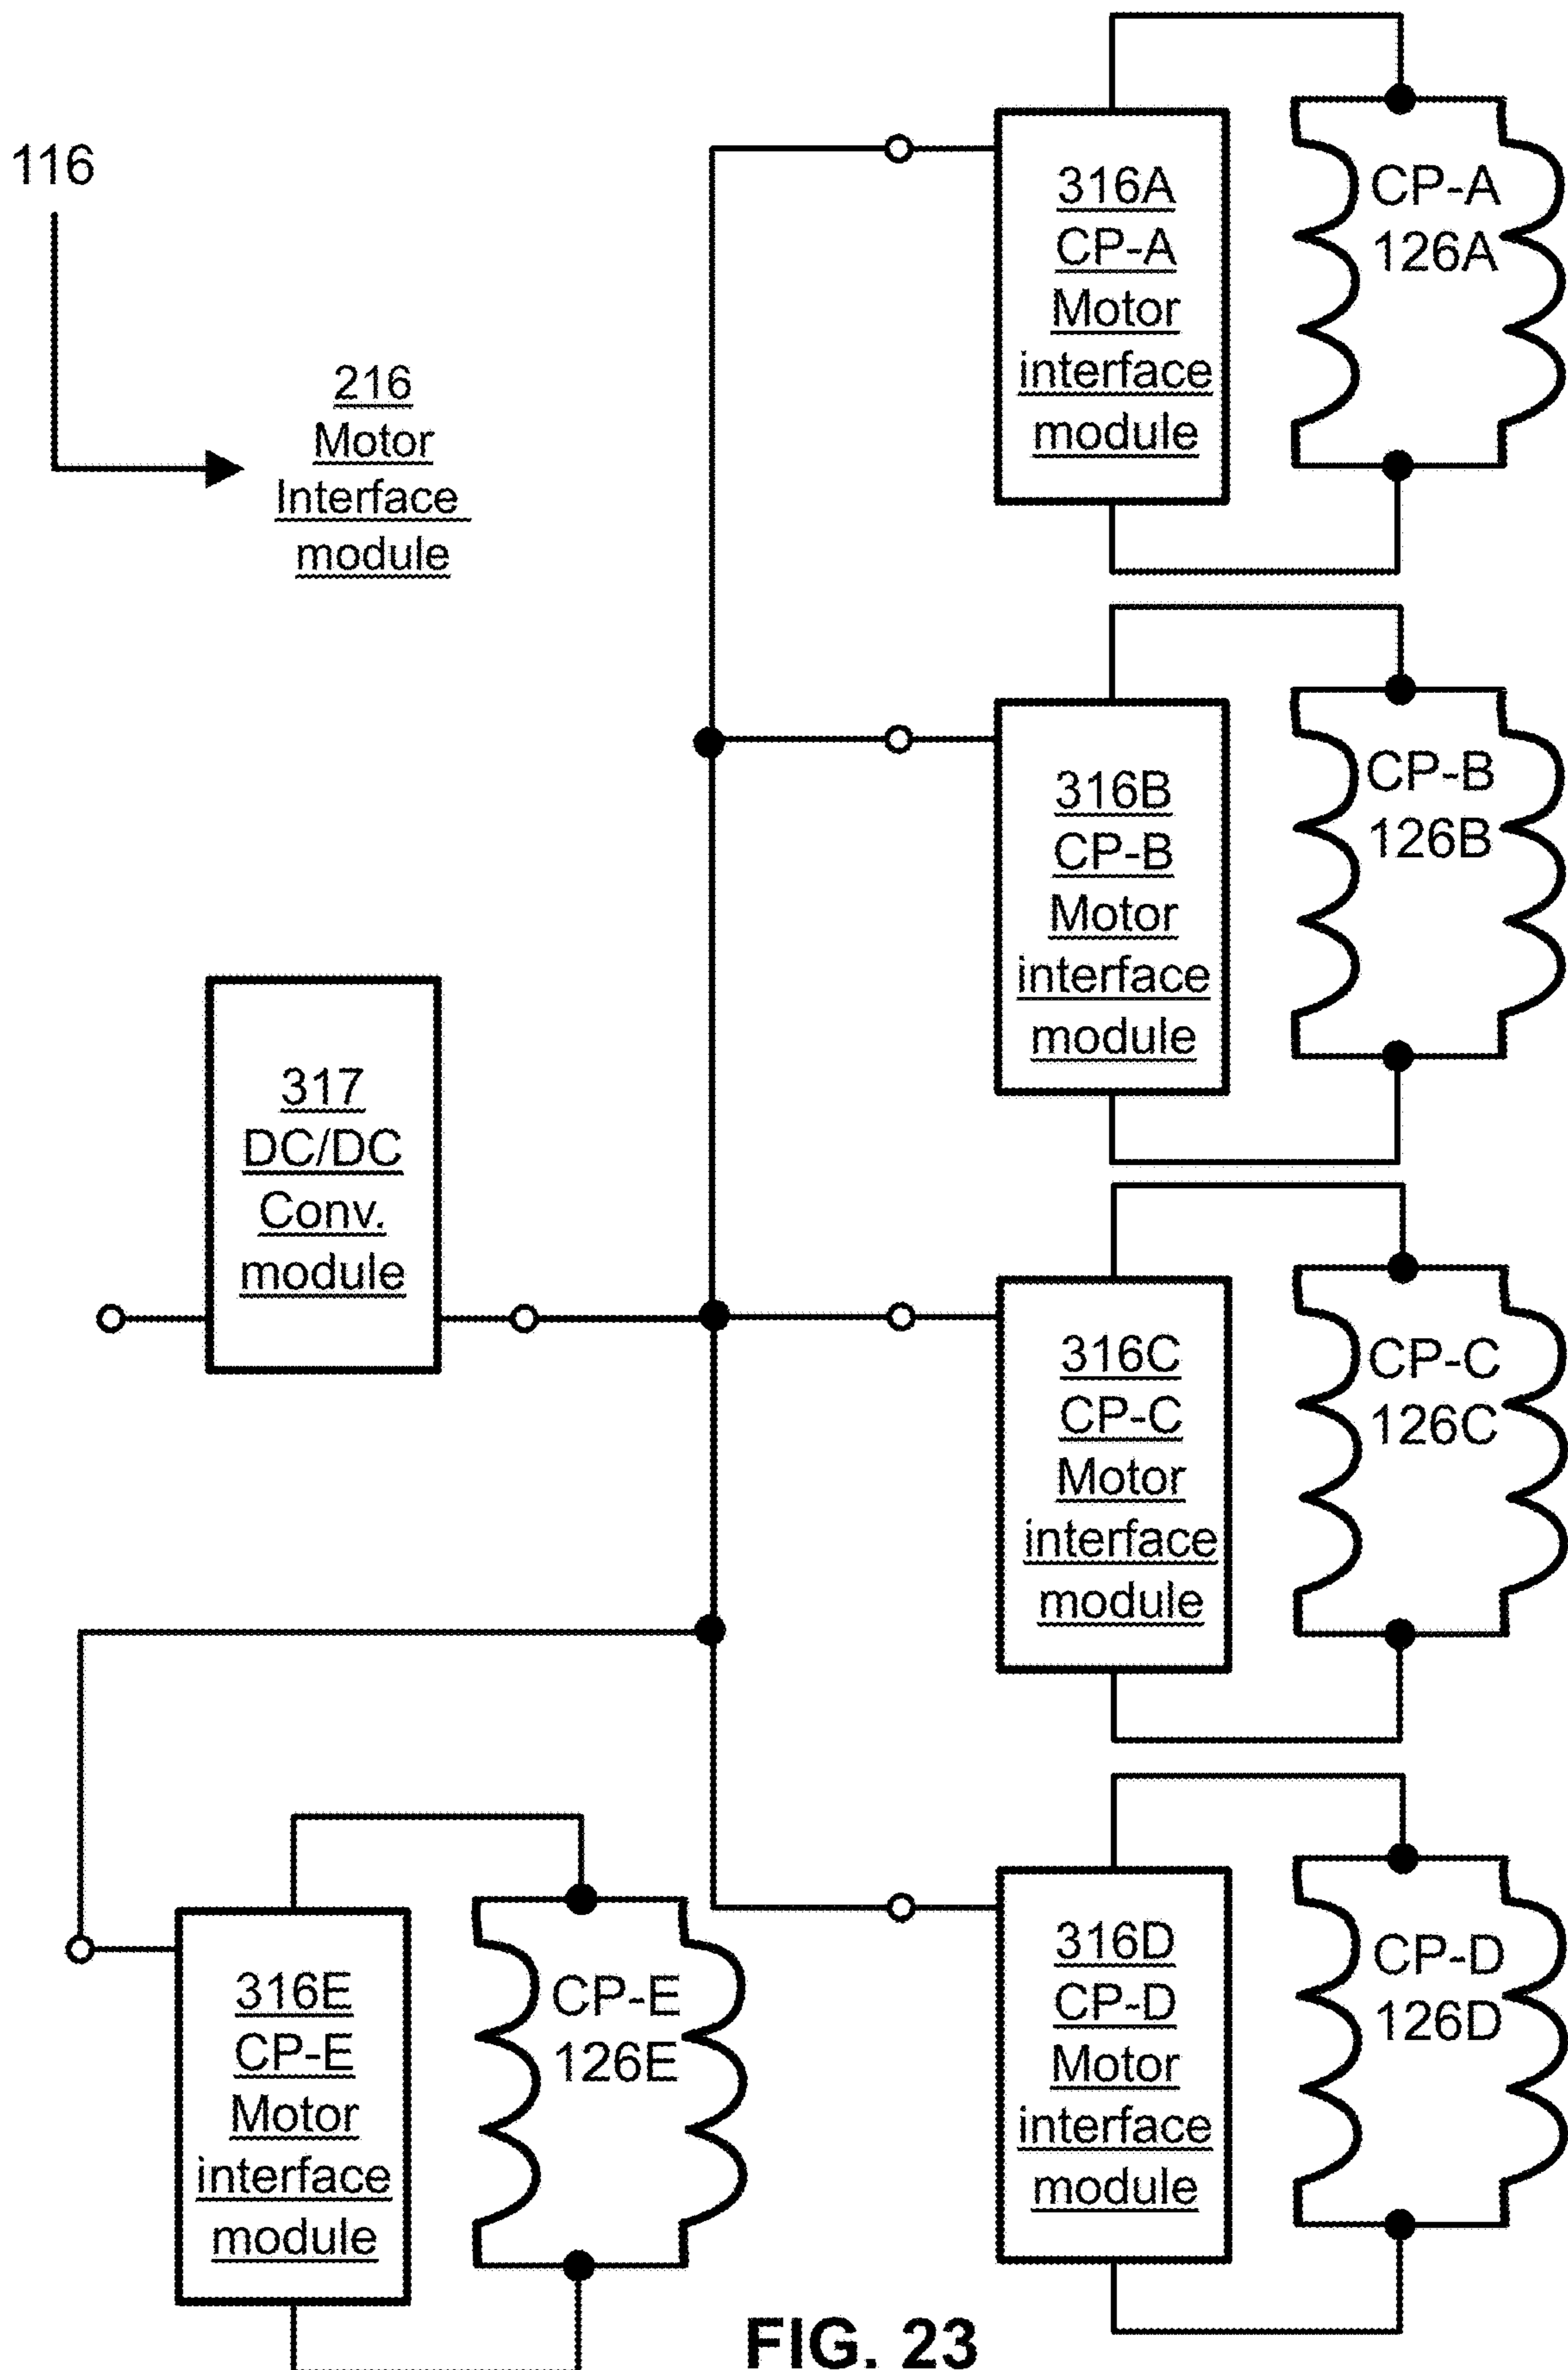 116
216
Motor
Interface
module
316A
CP-A
Motor
interface
module
CP-A
126A
316B
CP-B
Motor
interface
module
CP-B
126B
317
DC/DC
Conv.
module
316C
CP-C
Motor
interface
module
CP-C
126C
316E
CP-E
Motor
interface
module
CP-E
126E
316D
CP-D
Motor
interface
module
CP-D
126D
FIG. 23